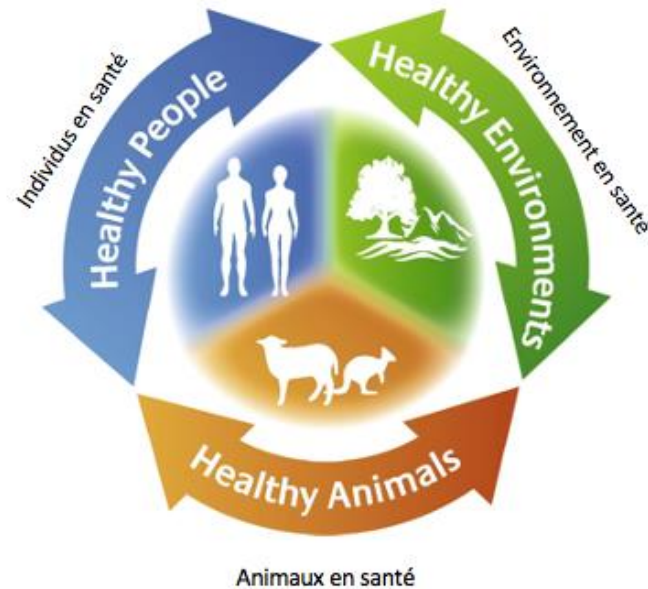 Individus en santé
Healthy People
Healthy Environments
Environnement en santé
Healthy Animals
Animaux en santé